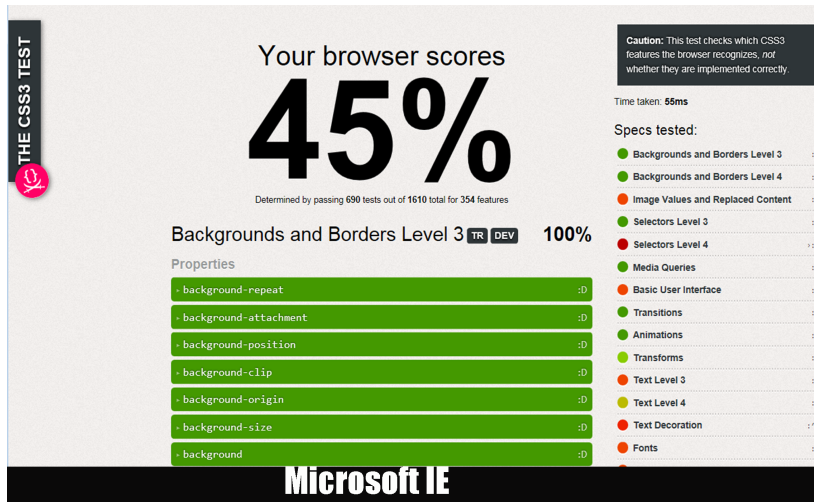 THE CSS3 TEST
Your browser scores
45%
Determined by passing 690 tests out of 1610 total for 354 features
Backgrounds and Borders Level 3 TR DEV 100%
Properties
background-repeat :D
background-attachment :D
background-position :D
background-clip :D
background-origin :D
background-size :D
background :D
Caution: This test checks which CSS3
features the browser recognizes, not
whether they are implemented correctly.
Time taken: 55ms
Specs tested:
Backgrounds and Borders Level 3
Backgrounds and Borders Level 4
Image Values and Replaced Content
Selectors Level 3
Selectors Level 4
Media Queries
Basic User Interface
Transitions
Animations
Transforms
Text Level 3
Text Level 4
Text Decoration
Fonts
Microsoft IE